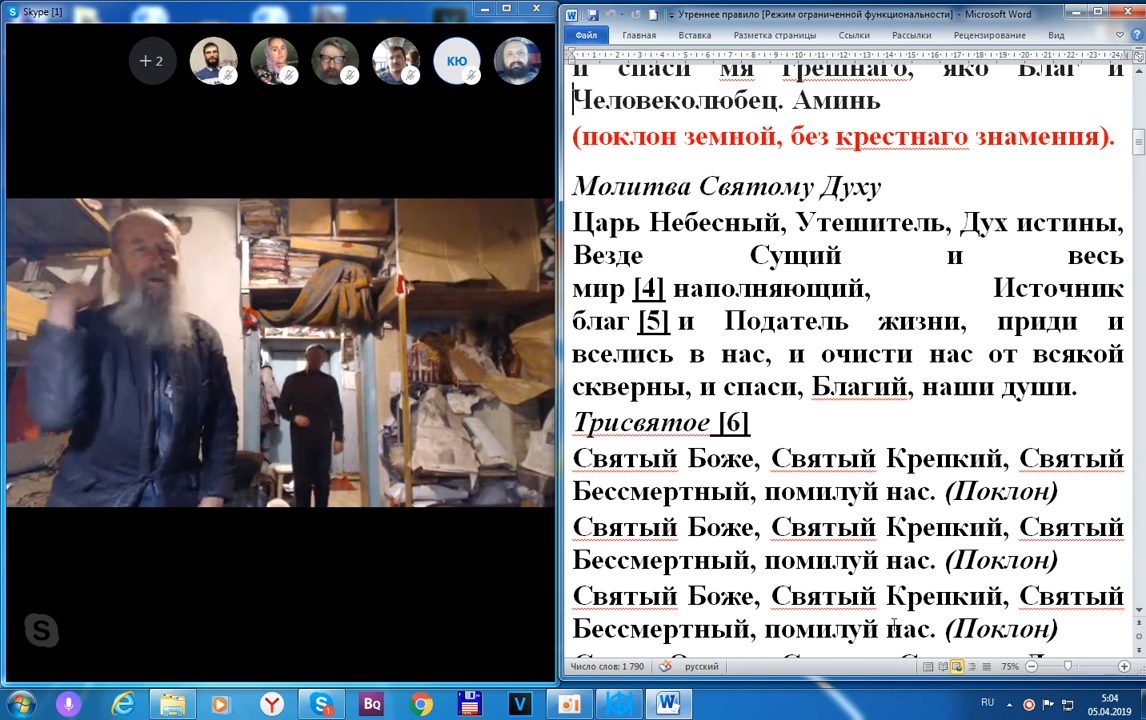 Skype [1]
+ 2
КЮ
Утреннее правило [Режим ограниченной функциональности] - Microsoft Word
Файл Главная Вставка Разметка страницы Ссылки Рассылки Рецензирование Вид
и спаси мя грешнаго, яко Благ и
Человеколюбец. Аминь
(поклон земной, без крестнаго знамения).
Молитва Святому Духу
Царь Небесный, Утешитель, Дух истины,
Везде Сущий и весь
мир [4] наполняющий, Источник
благ [5] и Податель жизни, приди и
вселись в нас, и очисти нас от всякой
скверны, и спаси, Благий, наши души.
Трисвятое [6]
Святый Боже, Святый Крепкий, Святый
Бессмертный, помилуй нас. (Поклон)
Святый Боже, Святый Крепкий, Святый
Бессмертный, помилуй нас. (Поклон)
Святый Боже, Святый Крепкий, Святый
Бессмертный, помилуй нас. (Поклон)
Число слов: 1 790 русский 75%
RU
5:04
05.04.2019